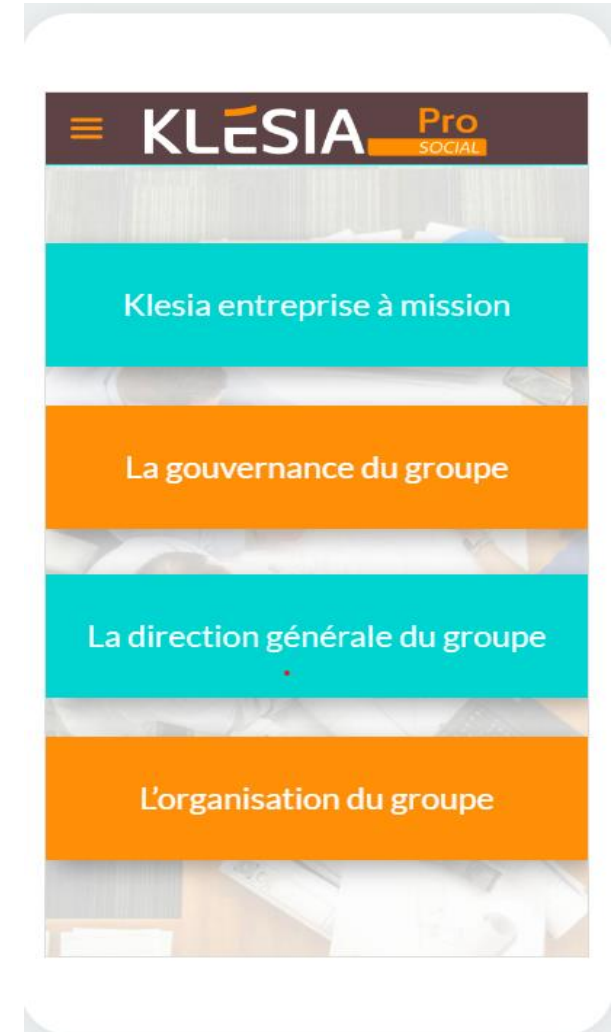 KLESIA Pro
SOCIAL
Klesia entreprise à mission
La gouvernance du groupe
La direction générale du groupe
L'organisation du groupe